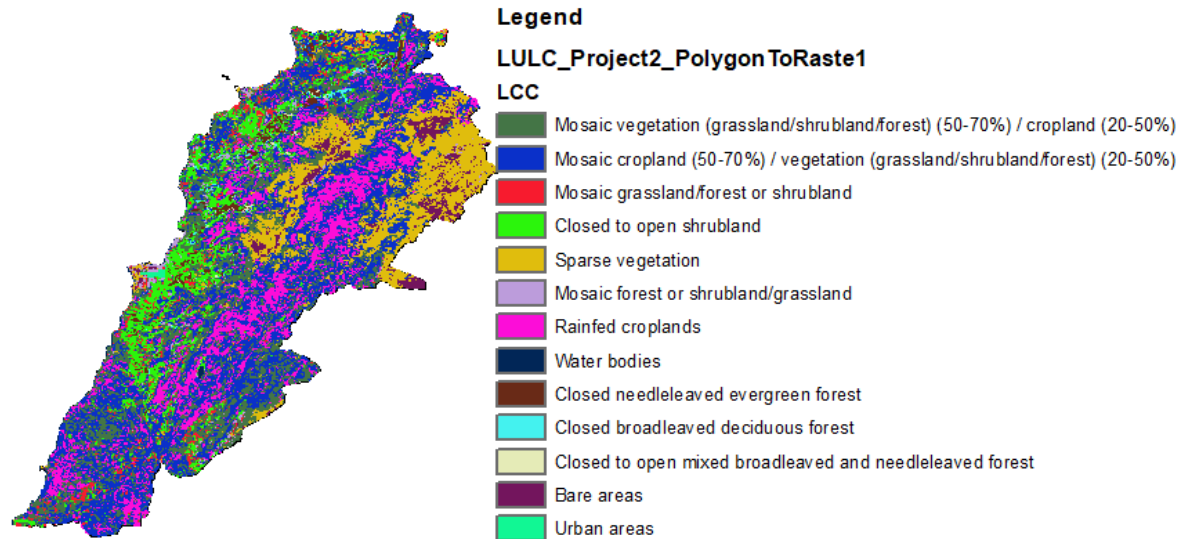 Legend
LULC_Project2_PolygonToRaste1
LCC
Mosaic vegetation (grassland/shrubland/forest) (50-70%) / cropland (20-50%)
Mosaic cropland (50-70%) / vegetation (grassland/shrubland/forest) (20-50%)
Mosaic grassland/forest or shrubland
Closed to open shrubland
Sparse vegetation
Mosaic forest or shrubland/grassland
Rainfed croplands
Water bodies
Closed needleleaved evergreen forest
Closed broadleaved deciduous forest
Closed to open mixed broadleaved and needleleaved forest
Bare areas
Urban areas